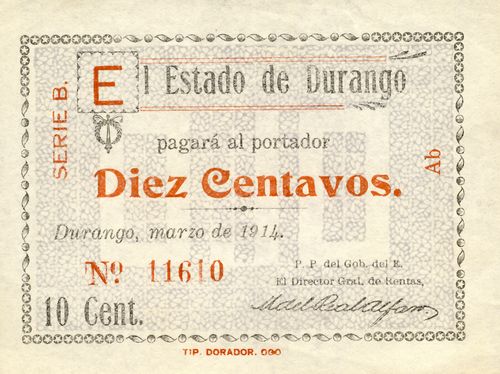 SERIE B.
El Estado de Durango
pagará al portador
Diez Centavos.
Ab
Durango, marzo de 1914.
P. P. del Gob. del E.
El Director Gral. de Rentas,
Nº 11610
10 Cent.
TIP. DORADOR. DGO